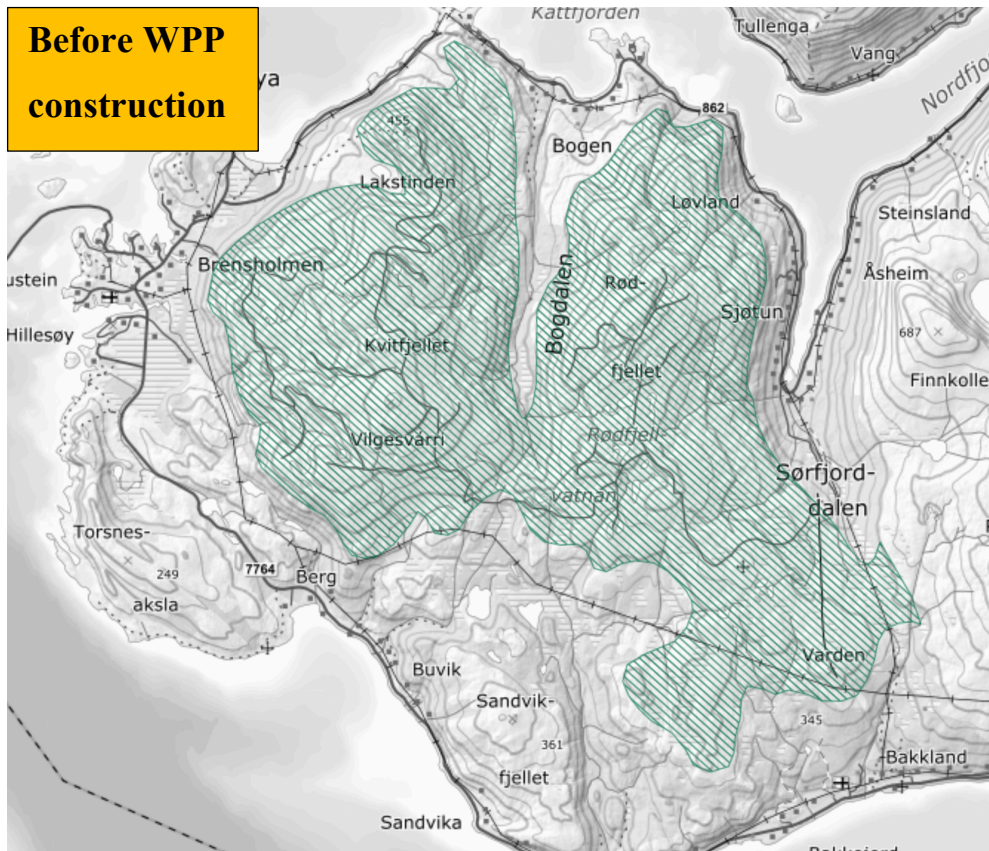 Before WPP
construction
Kattfjorden
Tullenga
Vang
Nordfjo
ya
862
455
Bogen
Lakstinden
Løvland
Steinsland
Brensholmen
Rød-
Åsheim
ustein
Bogdalen
Sjøtun
Hillesøy
Kvitfjellet
687
fjellet
Finnkolle
Vilgesvárri
Rødfjell-
vatnan
Sørfjord-
dalen
Torsnes-
249
aksla
7764
Berg
Buvik
Varden
Sandvik-
361
fjellet
345
Bakkland
Sandvika